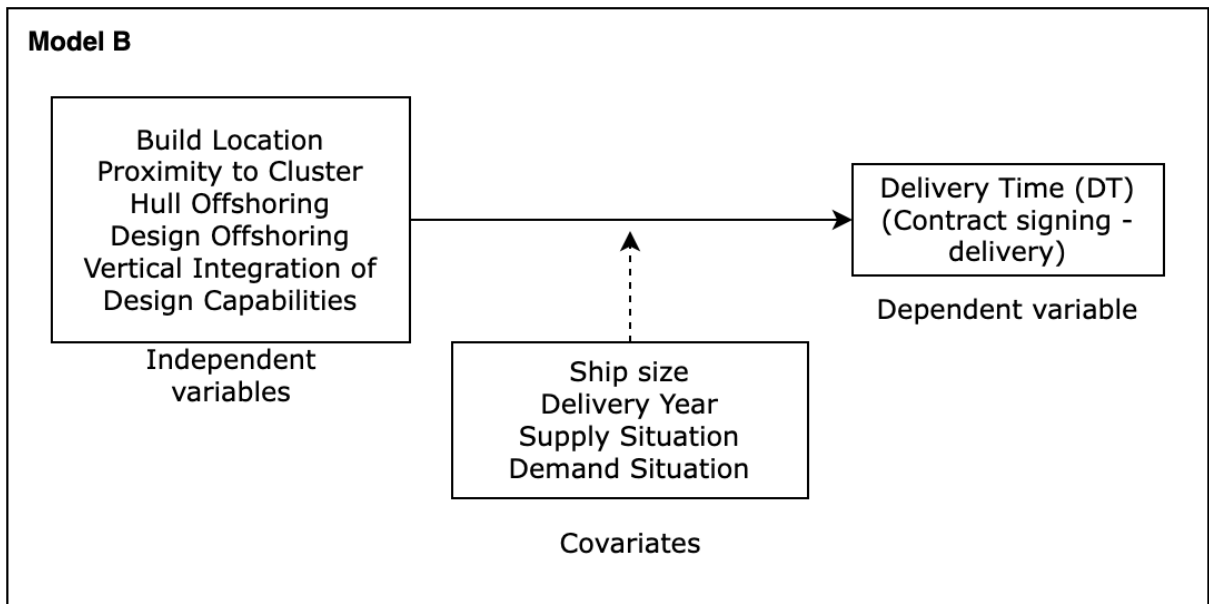 Model B
Build Location
Proximity to Cluster
Hull Offshoring
Design Offshoring
Vertical Integration of
Design Capabilities
Independent
variables
Delivery Time (DT)
(Contract signing -
delivery)
Dependent variable
Ship size
Delivery Year
Supply Situation
Demand Situation
Covariates